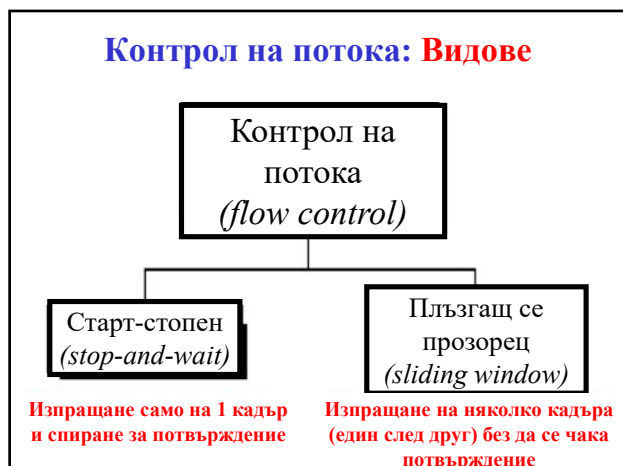 Контрол на потока: Видове
Контрол на
потока
(flow control)
Старт-стопен
(stop-and-wait)
Изпращане само на 1 кадър
и спиране за потвърждение
Плъзгащ се
прозорец
(sliding window)
Изпращане на няколко кадъра
(един след друг) без да се чака
потвърждение